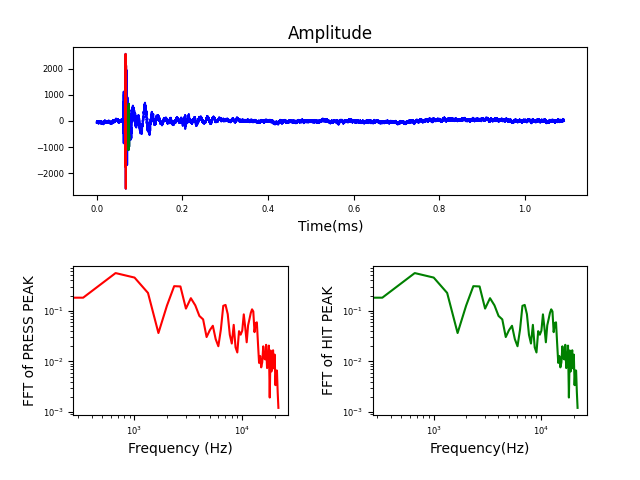 Amplitude
2000
1000
0
−1000
−2000
0.0 0.2 0.4 0.6 0.8 1.0
Time(ms)
FFT of PRESS PEAK
10⁻¹
10⁻²
10⁻³
10³ 10⁴
Frequency (Hz)
FFT of HIT PEAK
10⁻¹
10⁻²
10⁻³
10³ 10⁴
Frequency(Hz)